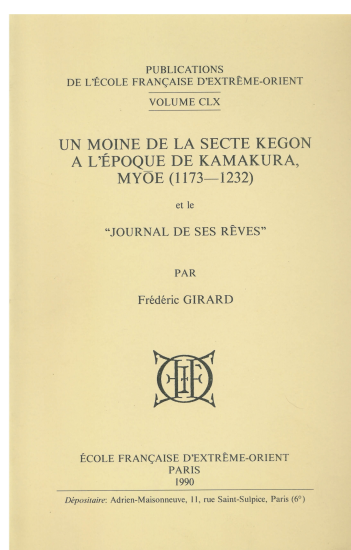 PUBLICATIONS
DE L'ÉCOLE FRANÇAISE D'EXTRÊME-ORIENT
VOLUME CLX
UN MOINE DE LA SECTE KEGON
A L'ÉPOQUE DE KAMAKURA,
MYŌE (1173—1232)
et le
“JOURNAL DE SES RÊVES”
PAR
Frédéric GIRARD
ÉCOLE FRANÇAISE D'EXTRÊME-ORIENT
PARIS
1990
Dépositaire: Adrien-Maisonneuve, 11, rue Saint-Sulpice, Paris (6e)